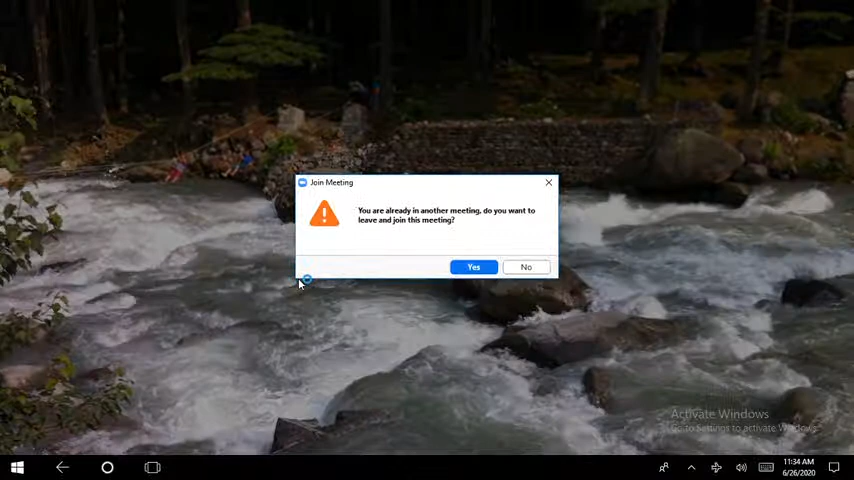 Join Meeting
You are already in another meeting, do you want to
leave and join this meeting?
Yes
No
Activate Windows
Go to Settings to activate Windows.
11:34 AM
6/26/2020